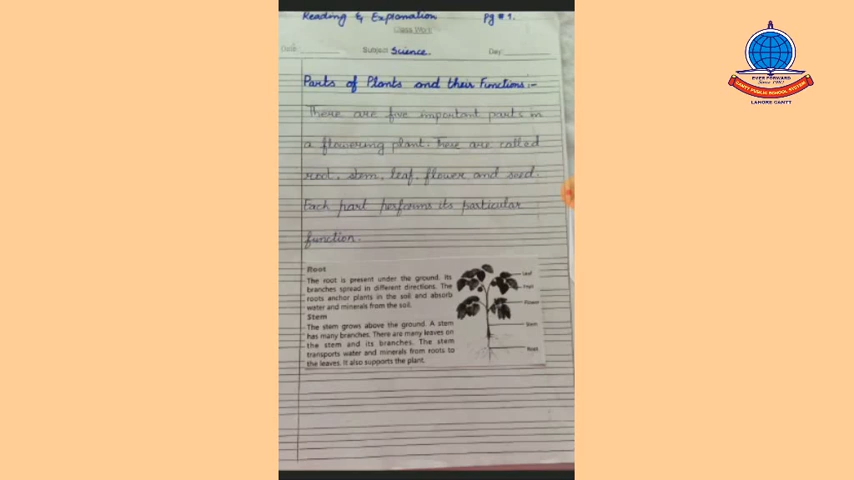 Reading & Explanation Pg # 1.
Class Work
Date: Subject Science. Day:
Parts of Plants and their Functions:-
There are five important parts in
a flowering plant. These are called
root, stem, leaf, flower and seed.
Each part performs its particular
function.
Root
The root is present under the ground. Its
branches spread in different directions. The
roots anchor plants in the soil and absorb
water and minerals from the soil.
Stem
The stem grows above the ground. A stem
has many branches. There are many leaves on
the stem and its branches. The stem
transports water and minerals from roots to
the leaves. It also supports the plant.
Leaf
Fruit
Flower
Stem
Root
EVER FORWARD
Since 1982
CANTT PUBLIC SCHOOL SYSTEM
LAHORE CANTT